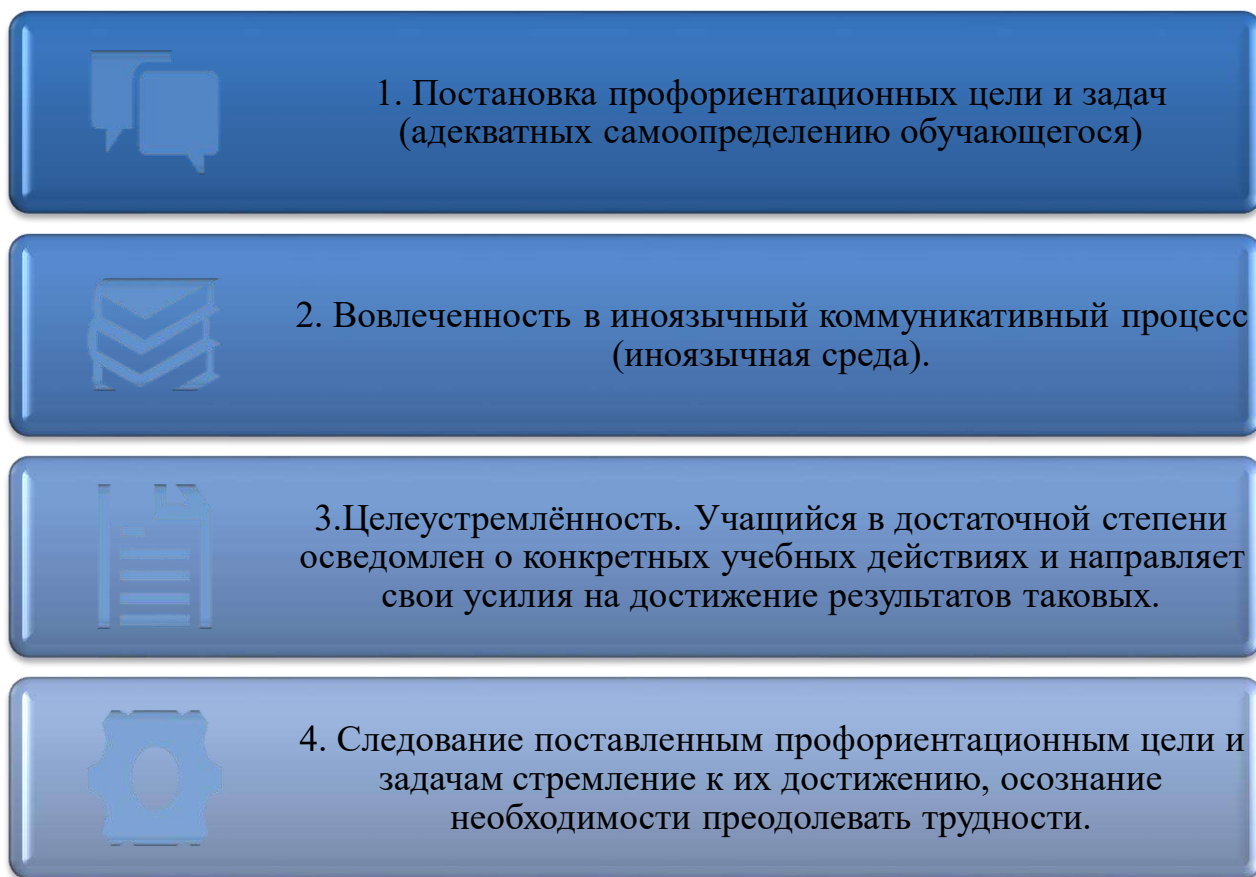 1. Постановка профориентационных цели и задач
(адекватных самоопределению обучающегося)
2. Вовлеченность в иноязычный коммуникативный процесс
(иноязычная среда).
3.Целеустремлённость. Учащийся в достаточной степени
осведомлен о конкретных учебных действиях и направляет
свои усилия на достижение результатов таковых.
4. Следование поставленным профориентационным цели и
задачам стремление к их достижению, осознание
необходимости преодолевать трудности.